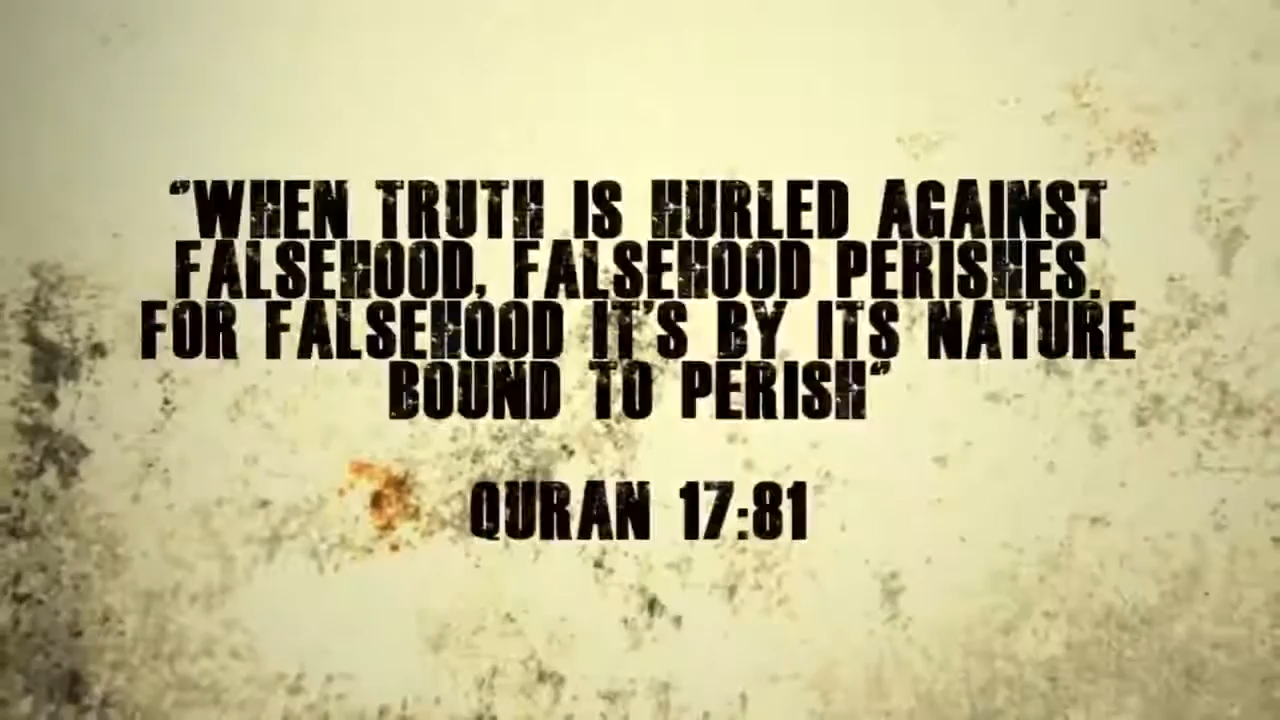 "WHEN TRUTH IS HURLED AGAINST
FALSEHOOD, FALSEHOOD PERISHES.
FOR FALSEHOOD IT'S BY ITS NATURE
BOUND TO PERISH"
QURAN 17:81